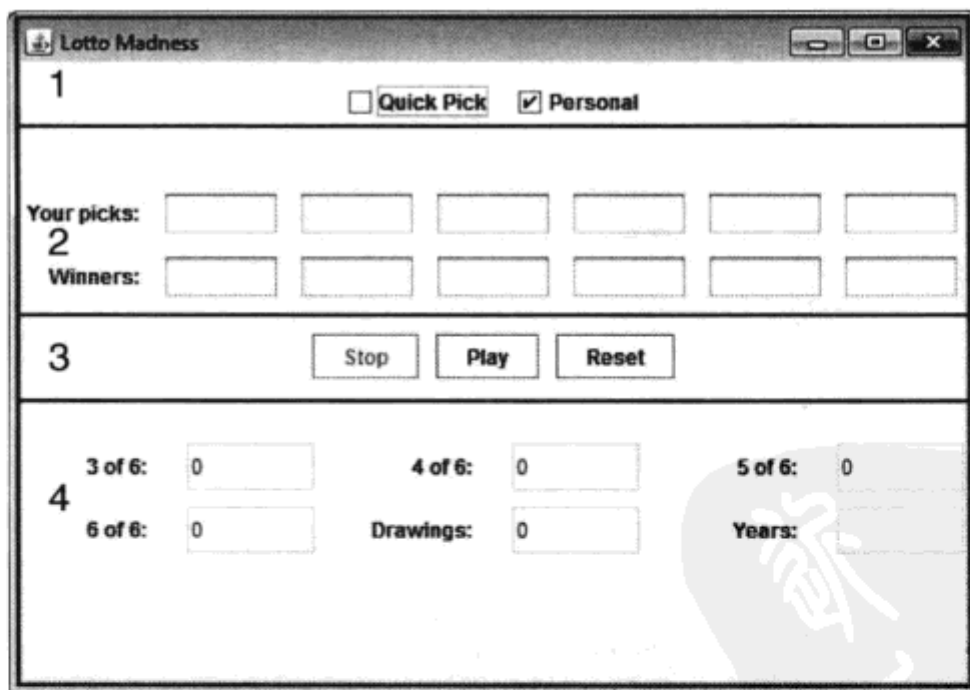 Lotto Madness
1
Quick Pick Personal
Your picks:
2
Winners:
3
Stop Play Reset
3 of 6: 0 4 of 6: 0 5 of 6: 0
4
6 of 6: 0 Drawings: 0 Years: